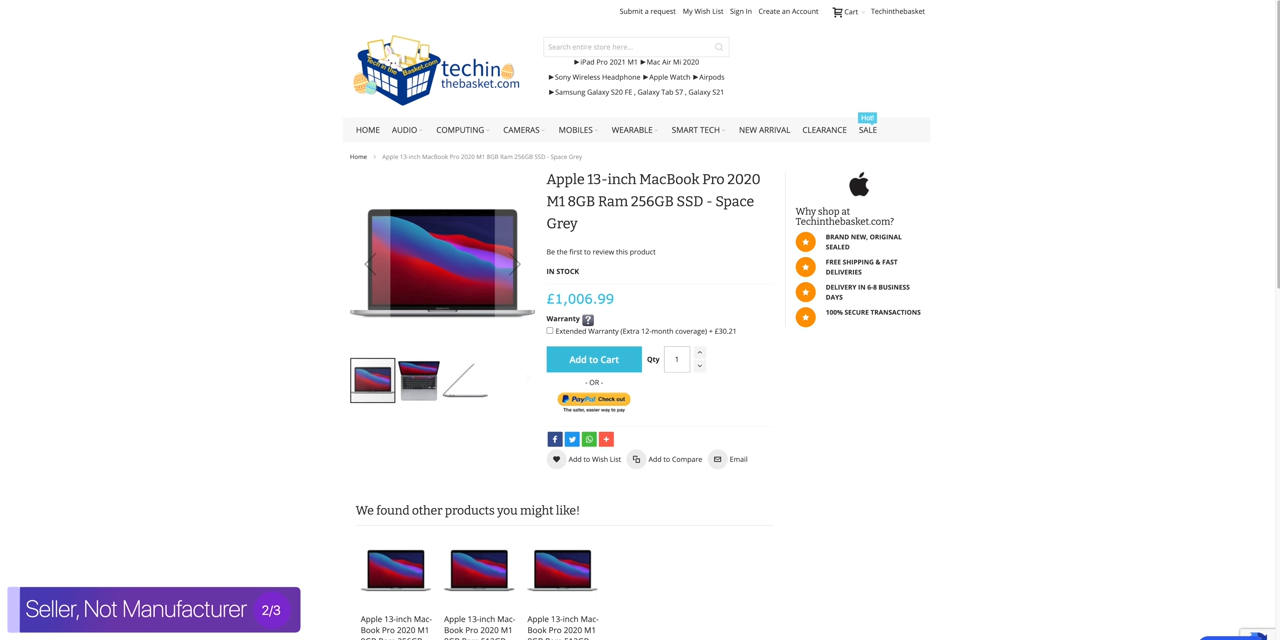 Submit a request My Wish List Sign In Create an Account Cart Techinthebasket
Tech in the Basket.com
techin
thebasket.com
Search entire store here...
►iPad Pro 2021 M1 ►Mac Air Mi 2020
►Sony Wireless Headphone ►Apple Watch ►Airpods
►Samsung Galaxy S20 FE , Galaxy Tab S7 , Galaxy S21
Hot!
HOME AUDIO COMPUTING CAMERAS MOBILES WEARABLE SMART TECH NEW ARRIVAL CLEARANCE SALE
Home > Apple 13-inch MacBook Pro 2020 M1 8GB Ram 256GB SSD - Space Grey
Apple 13-inch MacBook Pro 2020
M1 8GB Ram 256GB SSD - Space
Grey
Be the first to review this product
IN STOCK
£1,006.99
Warranty ?
Extended Warranty (Extra 12-month coverage) + £30.21
Add to Cart Qty 1
- OR -
PayPal Check out
The safer, easier way to pay
Add to Wish List Add to Compare Email
Why shop at
Techinthebasket.com?
BRAND NEW, ORIGINAL
SEALED
FREE SHIPPING & FAST
DELIVERIES
DELIVERY IN 6-8 BUSINESS
DAYS
100% SECURE TRANSACTIONS
We found other products you might like!
Apple 13-inch Mac- Apple 13-inch Mac- Apple 13-inch Mac-
Book Pro 2020 M1 Book Pro 2020 M1 Book Pro 2020 M1
Seller, Not Manufacturer 2/3